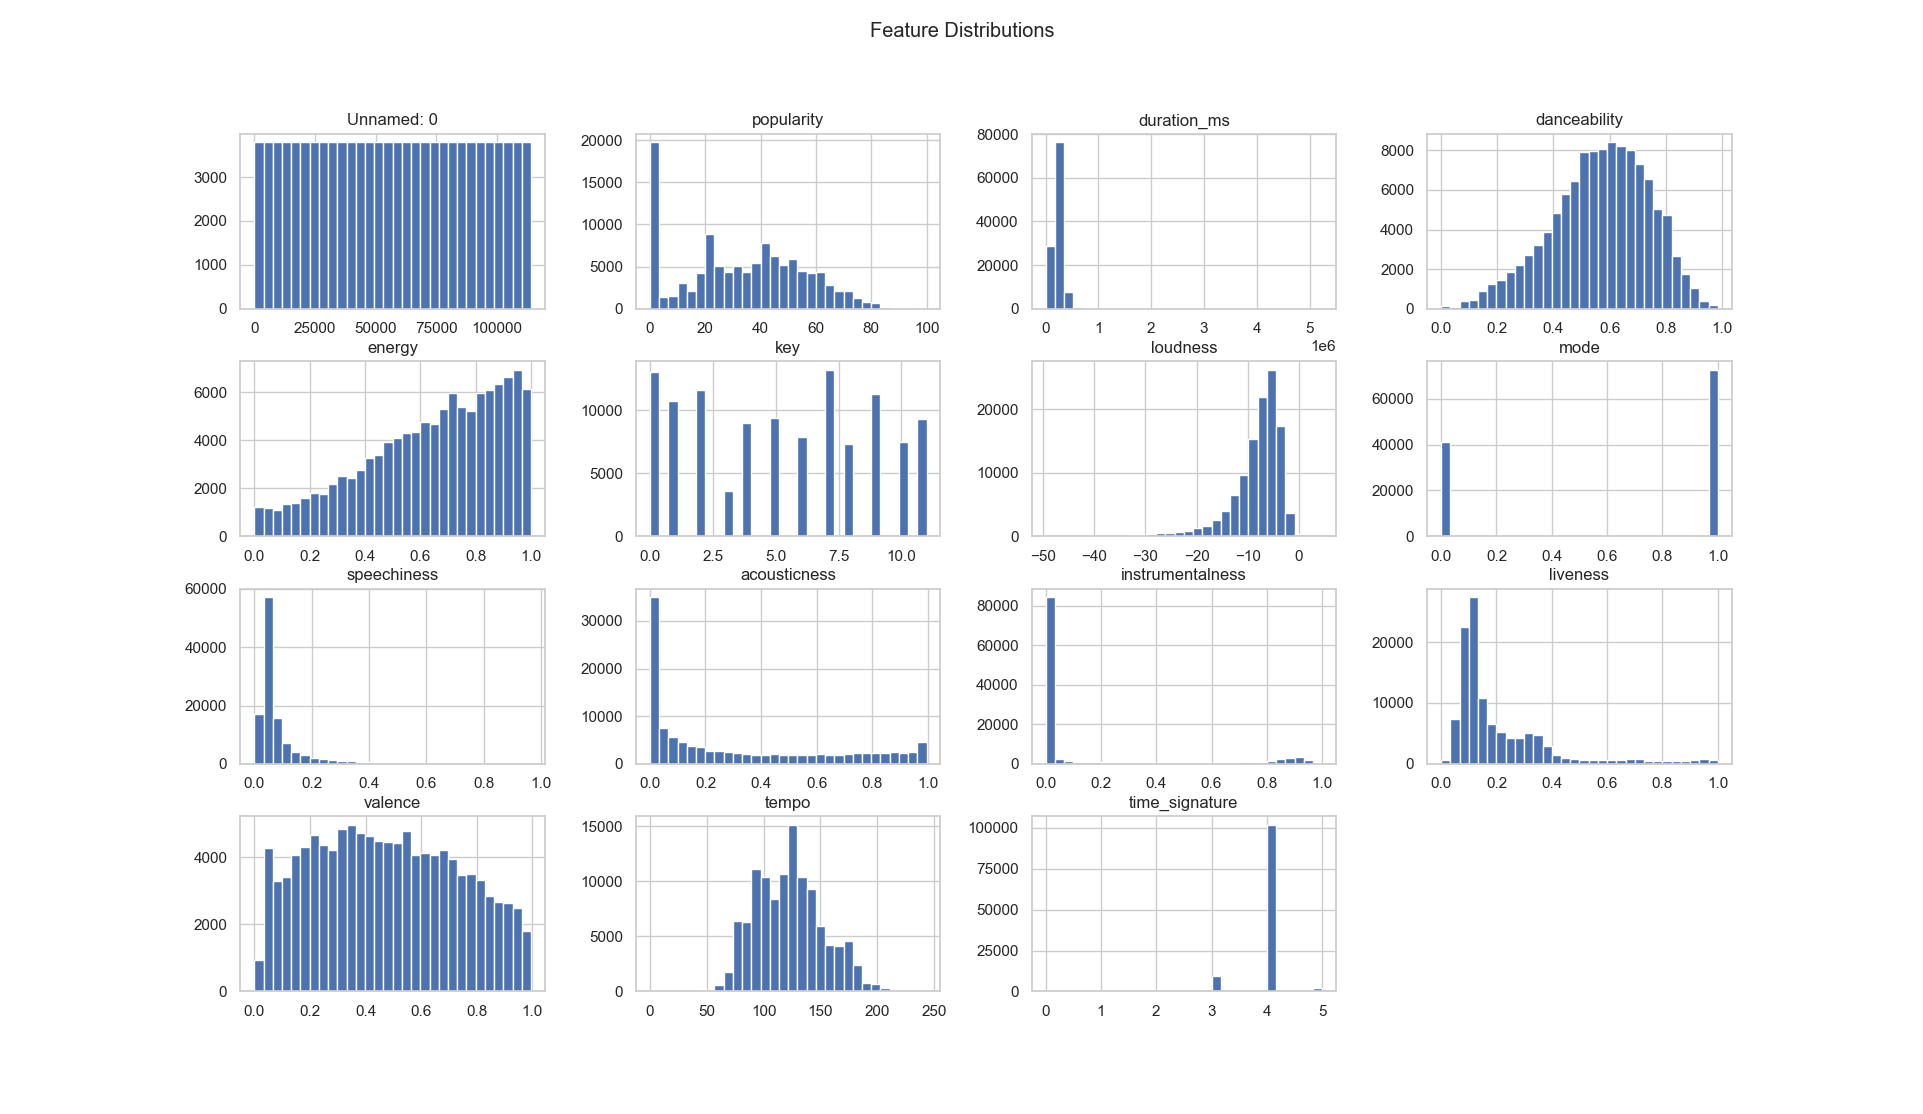 Feature Distributions
Unnamed: 0
popularity
duration_ms
danceability
3000
2000
1000
0
0 25000 50000 75000 100000
20000
15000
10000
5000
0
0 20 40 60 80 100
80000
60000
40000
20000
0
0 1 2 3 4 5
1e6
8000
6000
4000
2000
0
0.0 0.2 0.4 0.6 0.8 1.0
energy
key
loudness
mode
6000
4000
2000
0
0.0 0.2 0.4 0.6 0.8 1.0
10000
5000
0
0.0 2.5 5.0 7.5 10.0
20000
10000
0
−50 −40 −30 −20 −10 0
60000
40000
20000
0
0.0 0.2 0.4 0.6 0.8 1.0
speechiness
acousticness
instrumentalness
liveness
60000
40000
20000
0
0.0 0.2 0.4 0.6 0.8 1.0
30000
20000
10000
0
0.0 0.2 0.4 0.6 0.8 1.0
80000
60000
40000
20000
0
0.0 0.2 0.4 0.6 0.8 1.0
20000
10000
0
0.0 0.2 0.4 0.6 0.8 1.0
valence
tempo
time_signature
4000
2000
0
0.0 0.2 0.4 0.6 0.8 1.0
15000
10000
5000
0
0 50 100 150 200 250
100000
75000
50000
25000
0
0 1 2 3 4 5